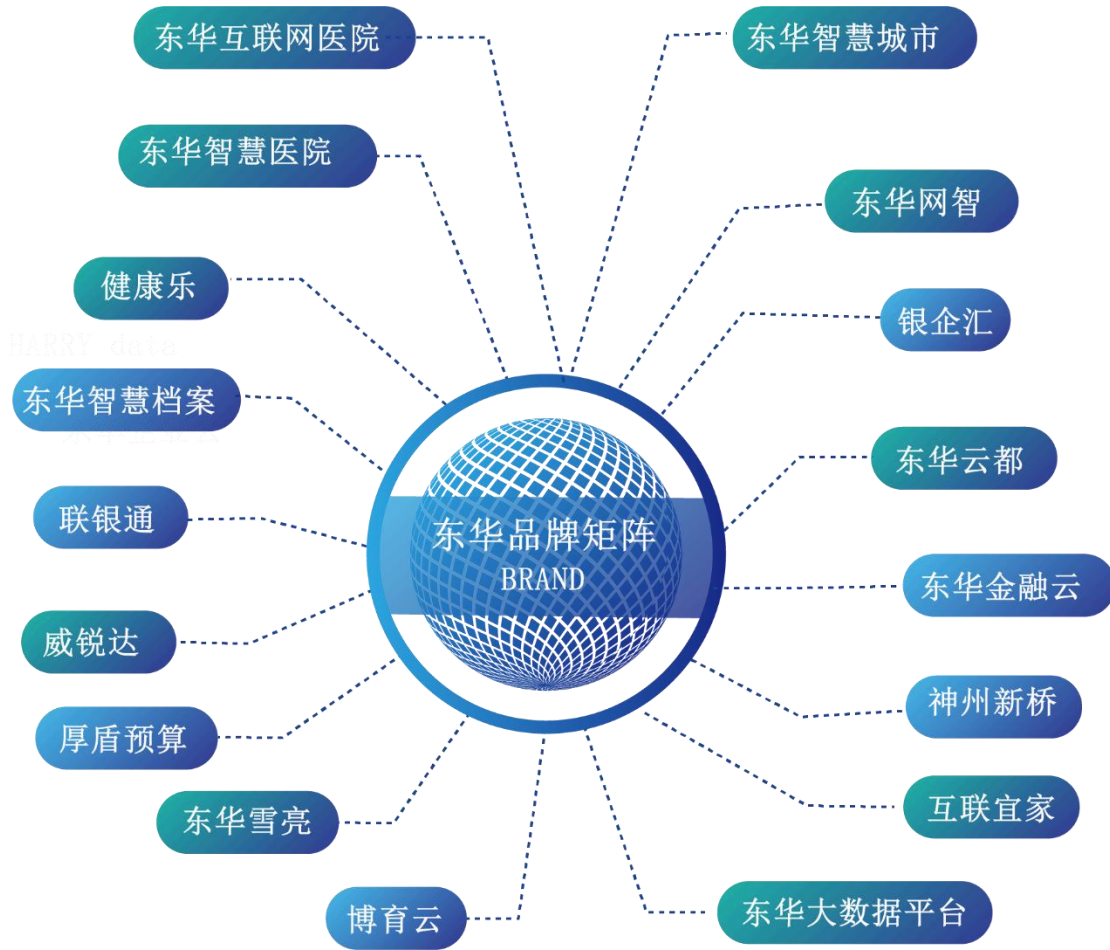 东华互联网医院
东华智慧城市
东华智慧医院
东华网智
健康乐
银企汇
HARRY data
东华智慧档案
东华云都
联银通
东华品牌矩阵
BRAND
东华金融云
威锐达
神州新桥
厚盾预算
互联宜家
东华雪亮
博育云
东华大数据平台